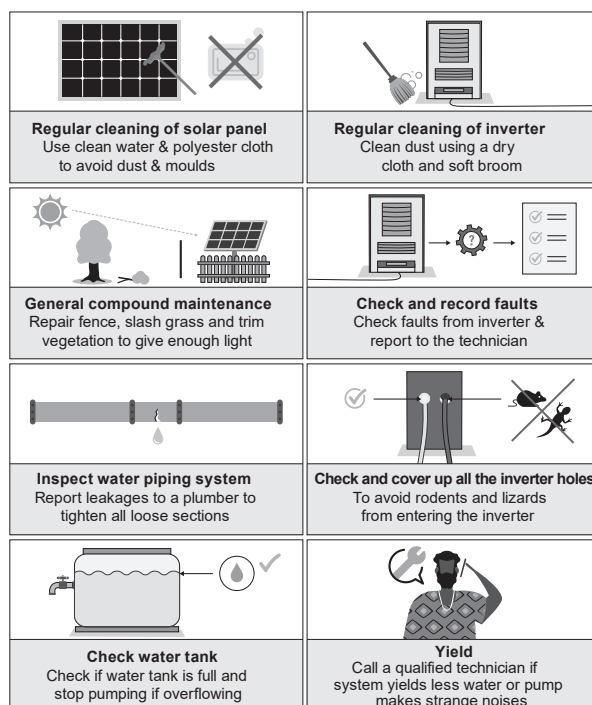 Regular cleaning of solar panel
Use clean water & polyester cloth
to avoid dust & moulds
Regular cleaning of inverter
Clean dust using a dry
cloth and soft broom
General compound maintenance
Repair fence, slash grass and trim
vegetation to give enough light
?
Check and record faults
Check faults from inverter &
report to the technician
Inspect water piping system
Report leakages to a plumber to
tighten all loose sections
Check and cover up all the inverter holes
To avoid rodents and lizards
from entering the inverter
Check water tank
Check if water tank is full and
stop pumping if overflowing
Yield
Call a qualified technician if
system yields less water or pump
makes strange noises